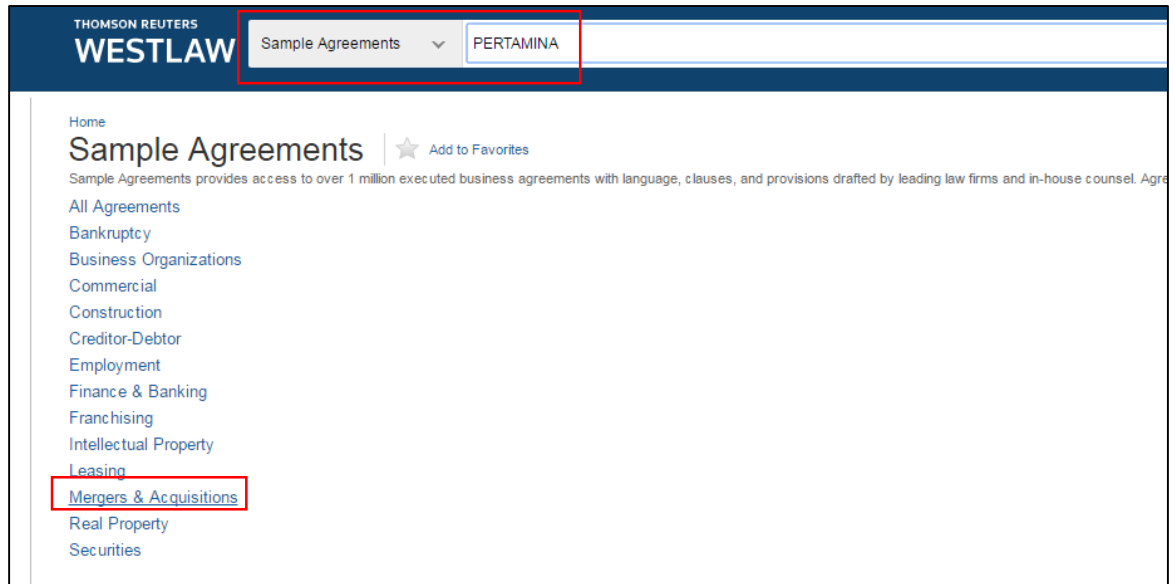 THOMSON REUTERS
WESTLAW
Sample Agreements
PERTAMINA
Home
Sample Agreements
Add to Favorites
Sample Agreements provides access to over 1 million executed business agreements with language, clauses, and provisions drafted by leading law firms and in-house counsel. Agre
All Agreements
Bankruptcy
Business Organizations
Commercial
Construction
Creditor-Debtor
Employment
Finance & Banking
Franchising
Intellectual Property
Leasing
Mergers & Acquisitions
Real Property
Securities